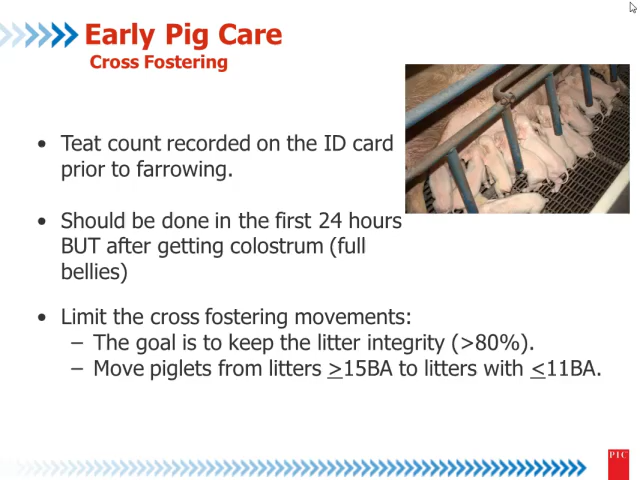 Early Pig Care
Cross Fostering
• Teat count recorded on the ID card
prior to farrowing.
• Should be done in the first 24 hours
BUT after getting colostrum (full
bellies)
• Limit the cross fostering movements:
– The goal is to keep the litter integrity (>80%).
– Move piglets from litters ≥15BA to litters with ≤11BA.
PIC